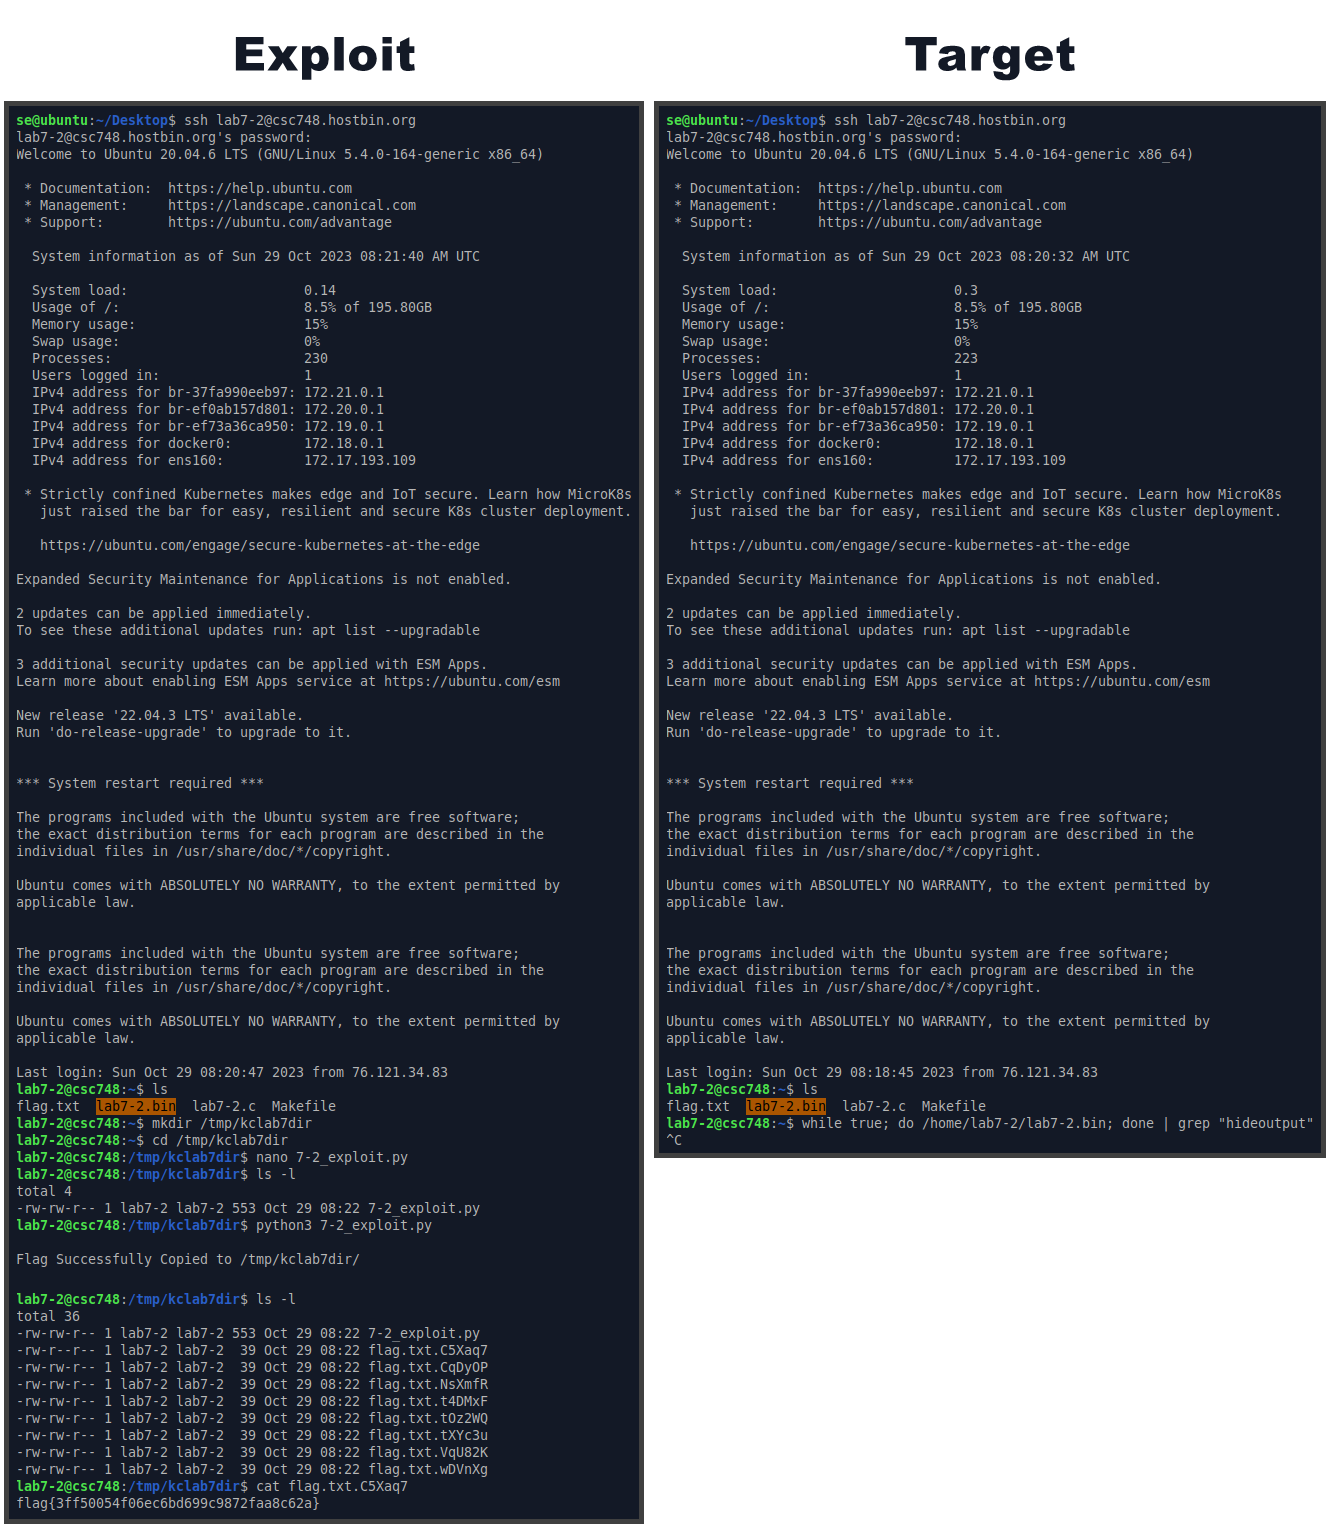 Exploit
se@ubuntu:~/Desktop$ ssh lab7-2@csc748.hostbin.org
lab7-2@csc748.hostbin.org's password:
Welcome to Ubuntu 20.04.6 LTS (GNU/Linux 5.4.0-164-generic x86_64)
* Documentation:  https://help.ubuntu.com
* Management:     https://landscape.canonical.com
* Support:        https://ubuntu.com/advantage
System information as of Sun 29 Oct 2023 08:21:40 AM UTC
System load:                      0.14
Usage of /:                       8.5% of 195.80GB
Memory usage:                     15%
Swap usage:                       0%
Processes:                        230
Users logged in:                  1
IPv4 address for br-37fa990eeb97: 172.21.0.1
IPv4 address for br-ef0ab157d801: 172.20.0.1
IPv4 address for br-ef73a36ca950: 172.19.0.1
IPv4 address for docker0:         172.18.0.1
IPv4 address for ens160:          172.17.193.109
* Strictly confined Kubernetes makes edge and IoT secure. Learn how MicroK8s
just raised the bar for easy, resilient and secure K8s cluster deployment.
https://ubuntu.com/engage/secure-kubernetes-at-the-edge
Expanded Security Maintenance for Applications is not enabled.
2 updates can be applied immediately.
To see these additional updates run: apt list --upgradable
3 additional security updates can be applied with ESM Apps.
Learn more about enabling ESM Apps service at https://ubuntu.com/esm
New release '22.04.3 LTS' available.
Run 'do-release-upgrade' to upgrade to it.
*** System restart required ***
The programs included with the Ubuntu system are free software;
the exact distribution terms for each program are described in the
individual files in /usr/share/doc/*/copyright.
Ubuntu comes with ABSOLUTELY NO WARRANTY, to the extent permitted by
applicable law.
The programs included with the Ubuntu system are free software;
the exact distribution terms for each program are described in the
individual files in /usr/share/doc/*/copyright.
Ubuntu comes with ABSOLUTELY NO WARRANTY, to the extent permitted by
applicable law.
Last login: Sun Oct 29 08:20:47 2023 from 76.121.34.83
lab7-2@csc748:~$ ls
flag.txt  lab7-2.bin  lab7-2.c  Makefile
lab7-2@csc748:~$ mkdir /tmp/kclab7dir
lab7-2@csc748:~$ cd /tmp/kclab7dir
lab7-2@csc748:/tmp/kclab7dir$ nano 7-2_exploit.py
lab7-2@csc748:/tmp/kclab7dir$ ls -l
total 4
-rw-rw-r-- 1 lab7-2 lab7-2 553 Oct 29 08:22 7-2_exploit.py
lab7-2@csc748:/tmp/kclab7dir$ python3 7-2_exploit.py
Flag Successfully Copied to /tmp/kclab7dir/
lab7-2@csc748:/tmp/kclab7dir$ ls -l
total 36
-rw-rw-r-- 1 lab7-2 lab7-2 553 Oct 29 08:22 7-2_exploit.py
-rw-r--r-- 1 lab7-2 lab7-2  39 Oct 29 08:22 flag.txt.C5Xaq7
-rw-rw-r-- 1 lab7-2 lab7-2  39 Oct 29 08:22 flag.txt.CqDyOP
-rw-rw-r-- 1 lab7-2 lab7-2  39 Oct 29 08:22 flag.txt.NsXmfR
-rw-rw-r-- 1 lab7-2 lab7-2  39 Oct 29 08:22 flag.txt.t4DMxF
-rw-rw-r-- 1 lab7-2 lab7-2  39 Oct 29 08:22 flag.txt.tOz2WQ
-rw-rw-r-- 1 lab7-2 lab7-2  39 Oct 29 08:22 flag.txt.tXYc3u
-rw-rw-r-- 1 lab7-2 lab7-2  39 Oct 29 08:22 flag.txt.VqU82K
-rw-rw-r-- 1 lab7-2 lab7-2  39 Oct 29 08:22 flag.txt.wDVnXg
lab7-2@csc748:/tmp/kclab7dir$ cat flag.txt.C5Xaq7
flag{3ff50054f06ec6bd699c9872faa8c62a}
Target
se@ubuntu:~/Desktop$ ssh lab7-2@csc748.hostbin.org
lab7-2@csc748.hostbin.org's password:
Welcome to Ubuntu 20.04.6 LTS (GNU/Linux 5.4.0-164-generic x86_64)
* Documentation:  https://help.ubuntu.com
* Management:     https://landscape.canonical.com
* Support:        https://ubuntu.com/advantage
System information as of Sun 29 Oct 2023 08:20:32 AM UTC
System load:                      0.3
Usage of /:                       8.5% of 195.80GB
Memory usage:                     15%
Swap usage:                       0%
Processes:                        223
Users logged in:                  1
IPv4 address for br-37fa990eeb97: 172.21.0.1
IPv4 address for br-ef0ab157d801: 172.20.0.1
IPv4 address for br-ef73a36ca950: 172.19.0.1
IPv4 address for docker0:         172.18.0.1
IPv4 address for ens160:          172.17.193.109
* Strictly confined Kubernetes makes edge and IoT secure. Learn how MicroK8s
just raised the bar for easy, resilient and secure K8s cluster deployment.
https://ubuntu.com/engage/secure-kubernetes-at-the-edge
Expanded Security Maintenance for Applications is not enabled.
2 updates can be applied immediately.
To see these additional updates run: apt list --upgradable
3 additional security updates can be applied with ESM Apps.
Learn more about enabling ESM Apps service at https://ubuntu.com/esm
New release '22.04.3 LTS' available.
Run 'do-release-upgrade' to upgrade to it.
*** System restart required ***
The programs included with the Ubuntu system are free software;
the exact distribution terms for each program are described in the
individual files in /usr/share/doc/*/copyright.
Ubuntu comes with ABSOLUTELY NO WARRANTY, to the extent permitted by
applicable law.
The programs included with the Ubuntu system are free software;
the exact distribution terms for each program are described in the
individual files in /usr/share/doc/*/copyright.
Ubuntu comes with ABSOLUTELY NO WARRANTY, to the extent permitted by
applicable law.
Last login: Sun Oct 29 08:18:45 2023 from 76.121.34.83
lab7-2@csc748:~$ ls
flag.txt  lab7-2.bin  lab7-2.c  Makefile
lab7-2@csc748:~$ while true; do /home/lab7-2/lab7-2.bin; done | grep "hideoutput"
^C